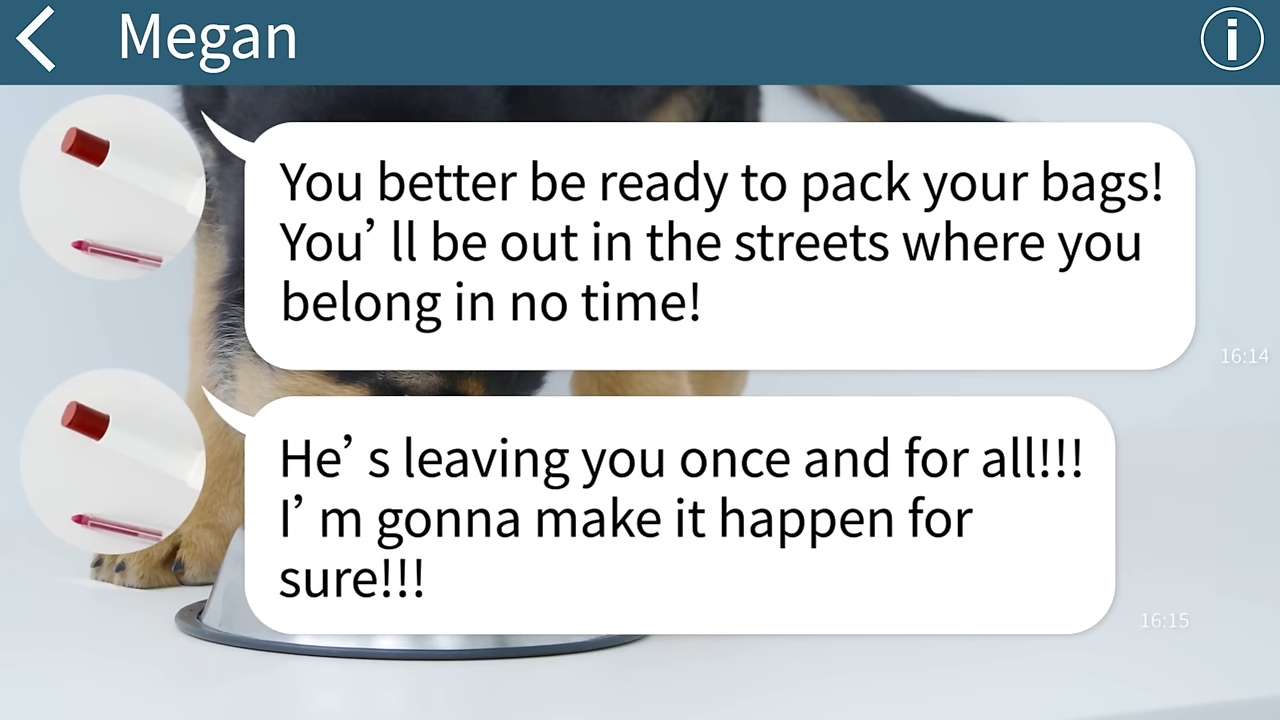 Megan
You better be ready to pack your bags!
You’ ll be out in the streets where you
belong in no time!
16:14
He’ s leaving you once and for all!!!
I’ m gonna make it happen for
sure!!!
16:15